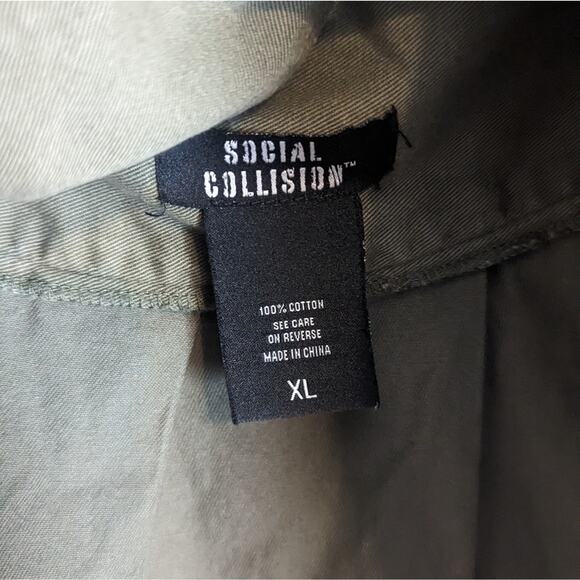 SOCIAL
COLLISION™
100% COTTON
SEE CARE
ON REVERSE
MADE IN CHINA
XL